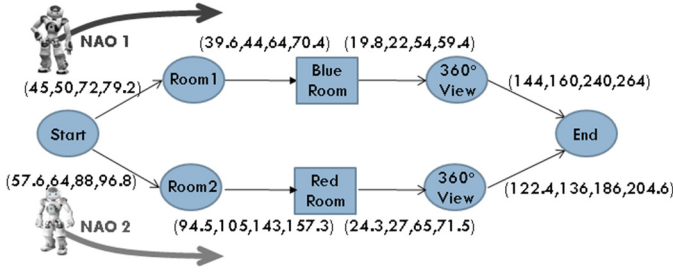 NAO 1
(39.6,44,64,70.4) (19.8,22,54,59.4)
(45,50,72,79.2)
Room1
Blue
Room
360°
View
(144,160,240,264)
Start
End
(57.6,64,88,96.8)
Room2
Red
Room
360°
View
(122.4,136,186,204.6)
(94.5,105,143,157.3) (24.3,27,65,71.5)
NAO 2